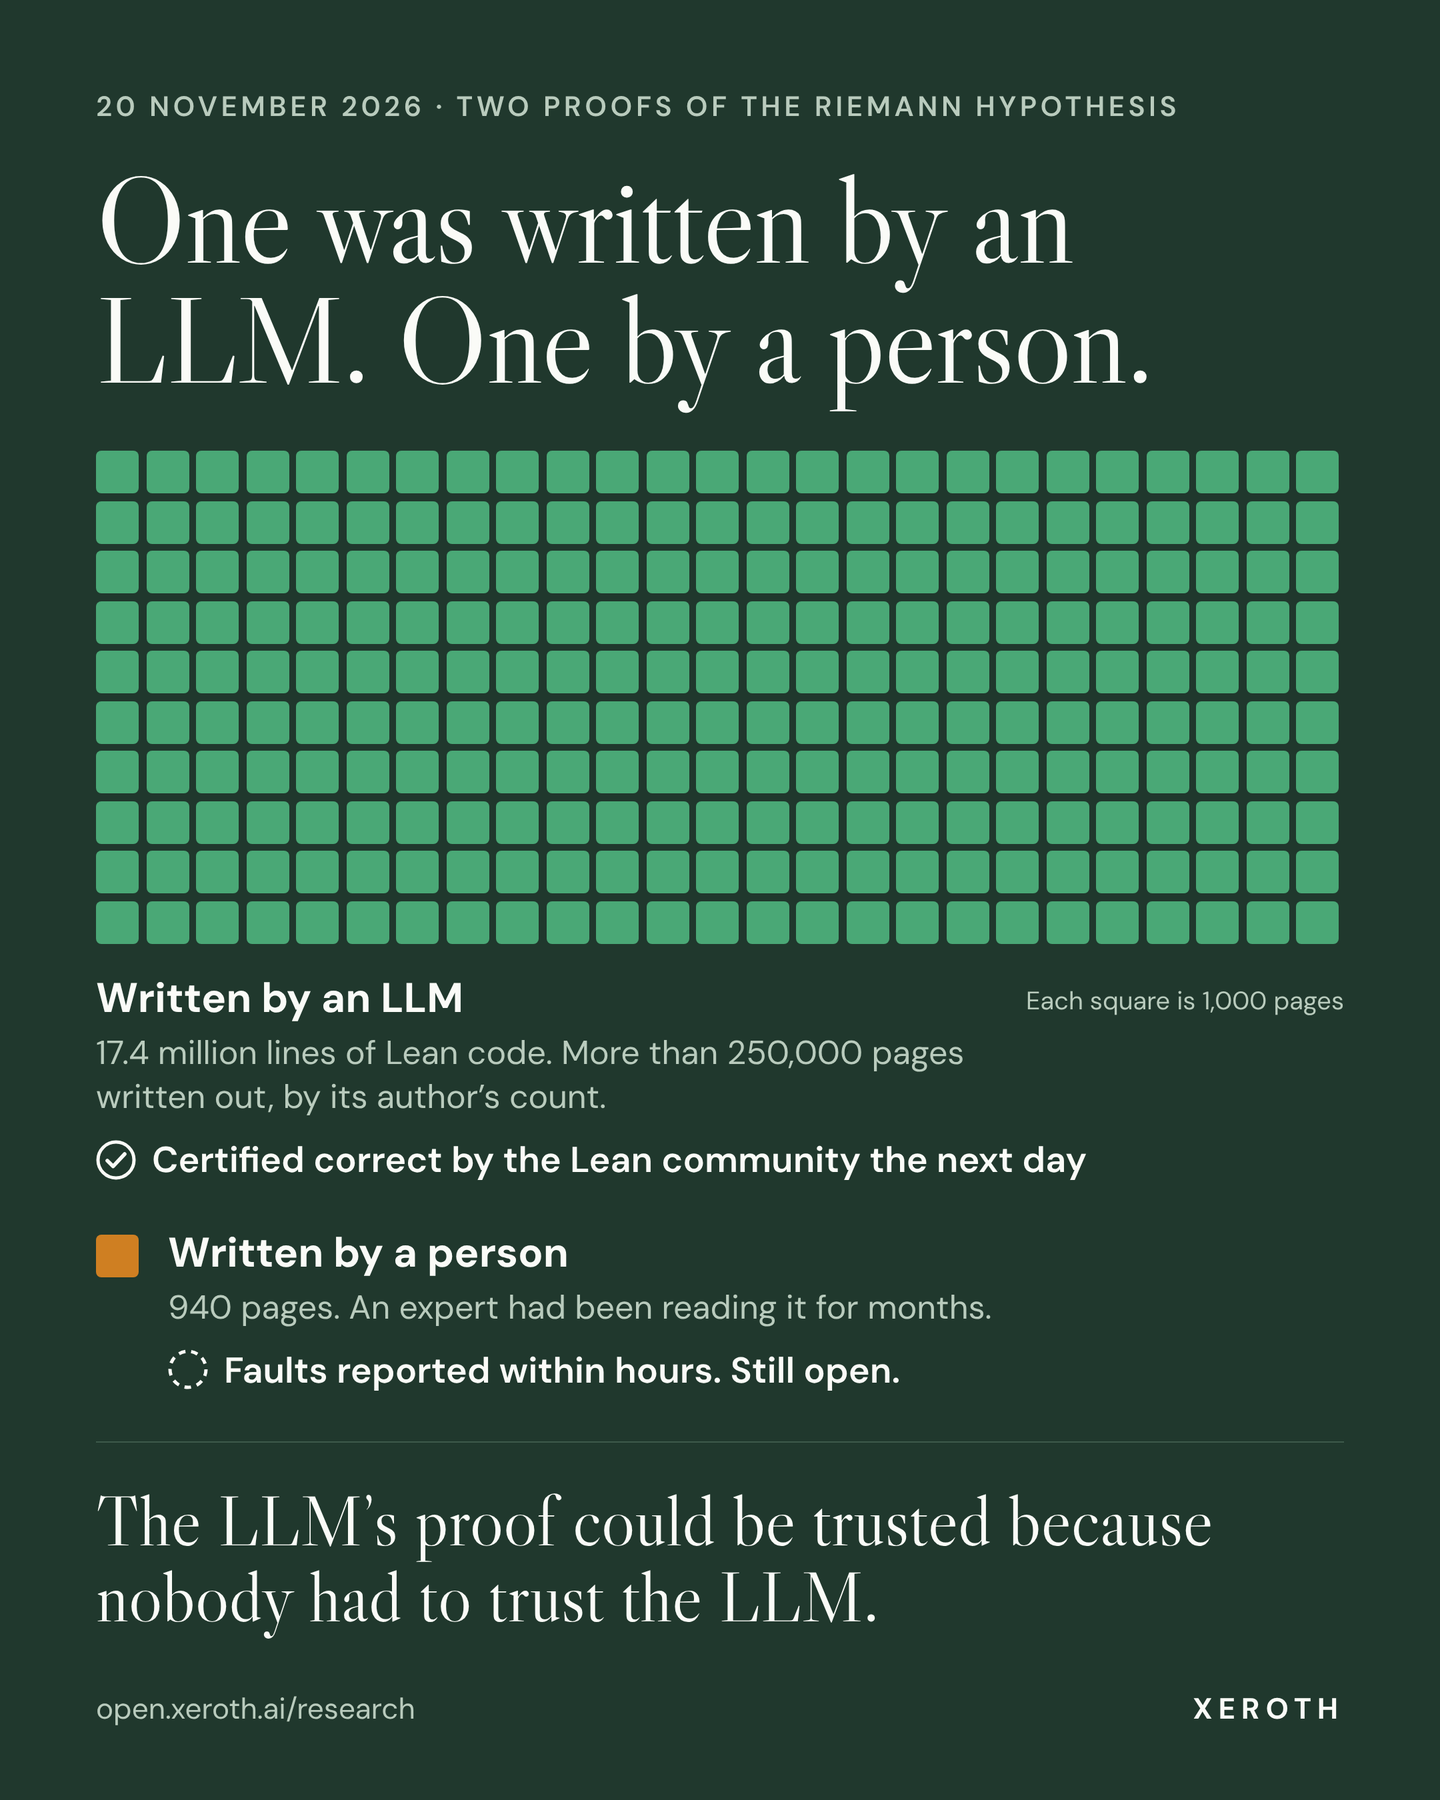 20 NOVEMBER 2026 · TWO PROOFS OF THE RIEMANN HYPOTHESIS
One was written by an
LLM. One by a person.
Written by an LLM
Each square is 1,000 pages
17.4 million lines of Lean code. More than 250,000 pages
written out, by its author’s count.
Certified correct by the Lean community the next day
Written by a person
940 pages. An expert had been reading it for months.
Faults reported within hours. Still open.
The LLM’s proof could be trusted because
nobody had to trust the LLM.
open.xeroth.ai/research
XEROTH